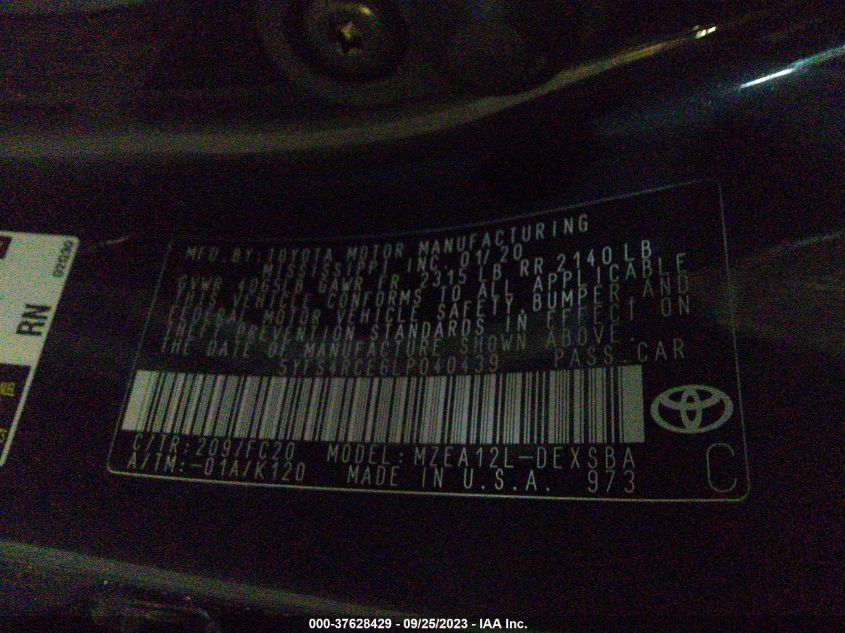 MFD.BY:TOYOTA MOTOR MANUFACTURING
MISSISSIPPI, INC. 01/20
GVWR 4065LB GAWR FR 2315 LB RR 2140 LB
THIS VEHICLE CONFORMS TO ALL APPLICABLE
FEDERAL MOTOR VEHICLE SAFETY,BUMPER,AND
THEFT PREVENTION STANDARDS IN EFFECT ON
THE DATE OF MANUFACTURE SHOWN ABOVE.
5YFS4RCE6LP040439 PASS.CAR
C/TR:209/FC20 MODEL:MZEA12L-DEXSBA
A/TM:-01A/K120 MADE IN U.S.A. 973
C
02030
RN
000-37628429 - 09/25/2023 - IAA Inc.